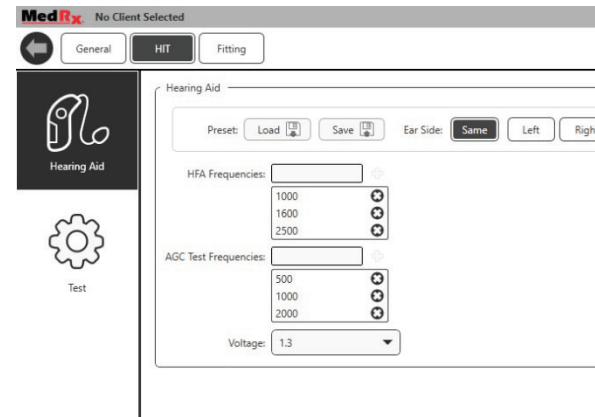 MedRx No Client Selected
General HIT Fitting
Hearing Aid
Preset: Load Save Ear Side: Same Left Righ
Hearing Aid
HFA Frequencies:
1000
1600
2500
AGC Test Frequencies:
500
1000
2000
Test
Voltage: 1.3